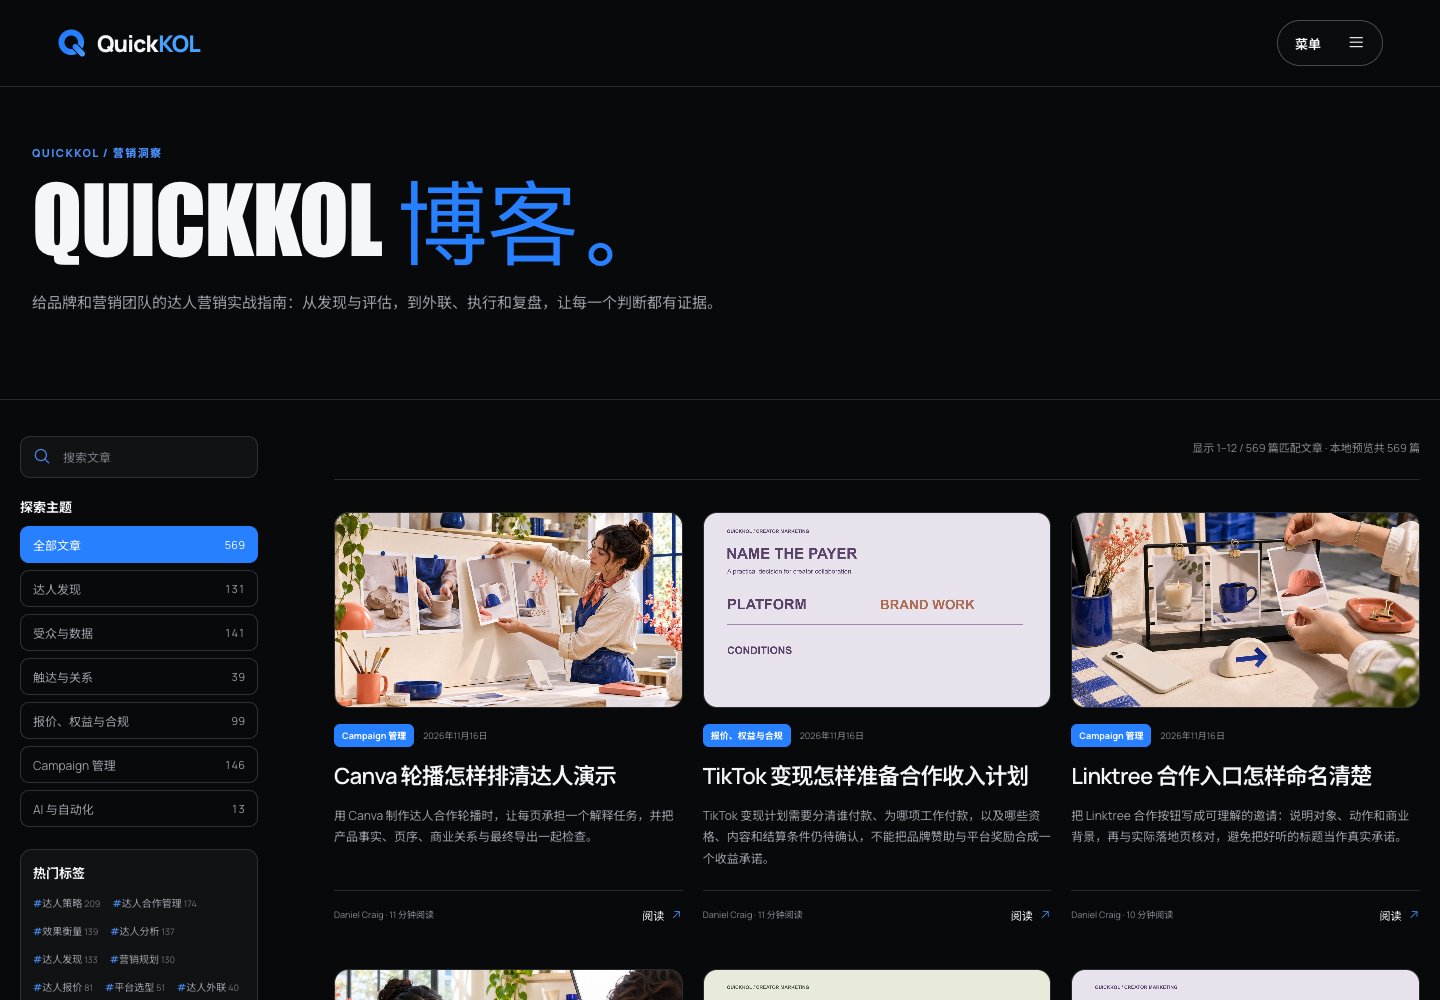 QuickKOL
菜单
QUICKKOL / 营销洞察
QUICKKOL 博客。
给品牌和营销团队的达人营销实战指南：从发现与评估，到外联、执行和复盘，让每一个判断都有证据。
搜索文章
显示 1–12 / 569 篇匹配文章 · 本地预览共 569 篇
探索主题
全部文章 569
达人发现 131
受众与数据 141
触达与关系 39
报价、权益与合规 99
Campaign 管理 146
AI 与自动化 13
热门标签
#达人策略 209 #达人合作管理 174
#效果衡量 139 #达人分析 137
#达人发现 133 #营销规划 130
#达人报价 81 #平台选型 51 #达人外联 40
Campaign 管理 2026年11月16日
Canva 轮播怎样排清达人演示
用 Canva 制作达人合作轮播时，让每页承担一个解释任务，并把
产品事实、页序、商业关系与最终导出一起检查。
Daniel Craig · 11 分钟阅读
阅读
QUICKKOL / CREATOR MARKETING
NAME THE PAYER
A practical decision for creator collaboration
PLATFORM BRAND WORK
CONDITIONS
报价、权益与合规 2026年11月16日
TikTok 变现怎样准备合作收入计划
TikTok 变现计划需要分清谁付款、为哪项工作付款，以及哪些资
格、内容和结算条件仍待确认，不能把品牌赞助与平台奖励合成一
个收益承诺。
Daniel Craig · 11 分钟阅读
阅读
Campaign 管理 2026年11月16日
Linktree 合作入口怎样命名清楚
把 Linktree 合作按钮写成可理解的邀请：说明对象、动作和商业
背景，再与实际落地页核对，避免把好听的标题当作真实承诺。
Daniel Craig · 10 分钟阅读
阅读
QUICKKOL / CREATOR MARKETING
QUICKKOL / CREATOR MARKETING